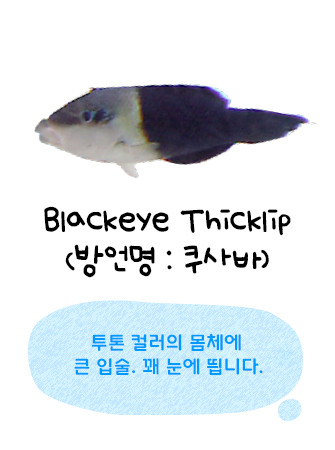 Blackeye Thicklip
(방언명 : 쿠사바)
투톤 컬러의 몸체에
큰 입술. 꽤 눈에 띕니다.